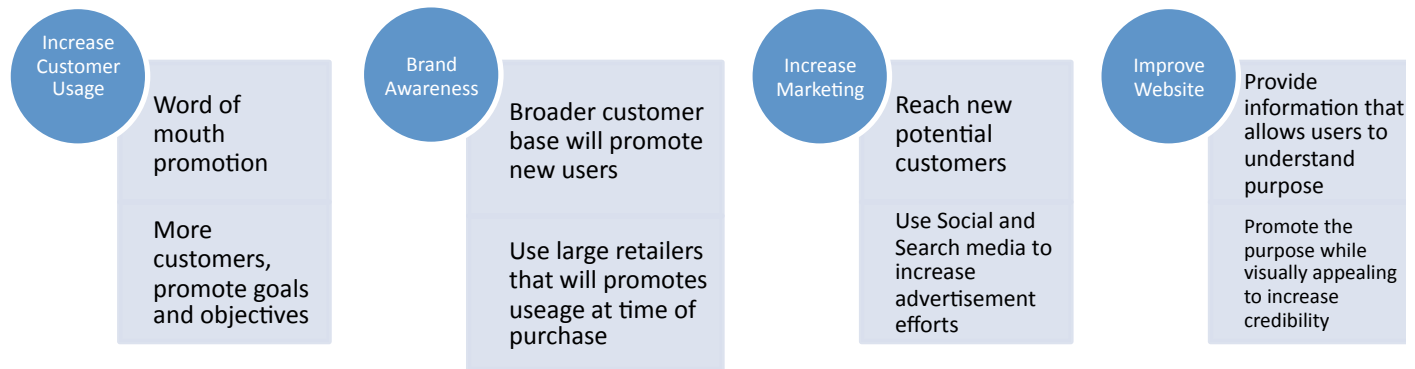 Increase
Customer
Usage
Word of
mouth
promotion
More
customers,
promote goals
and objectives
Brand
Awareness
Broader customer
base will promote
new users
Use large retailers
that will promotes
useage at time of
purchase
Increase
Marketing
Reach new
potential
customers
Use Social and
Search media to
increase
advertisement
efforts
Improve
Website
Provide
information that
allows users to
understand
purpose
Promote the
purpose while
visually appealing
to increase
credibility